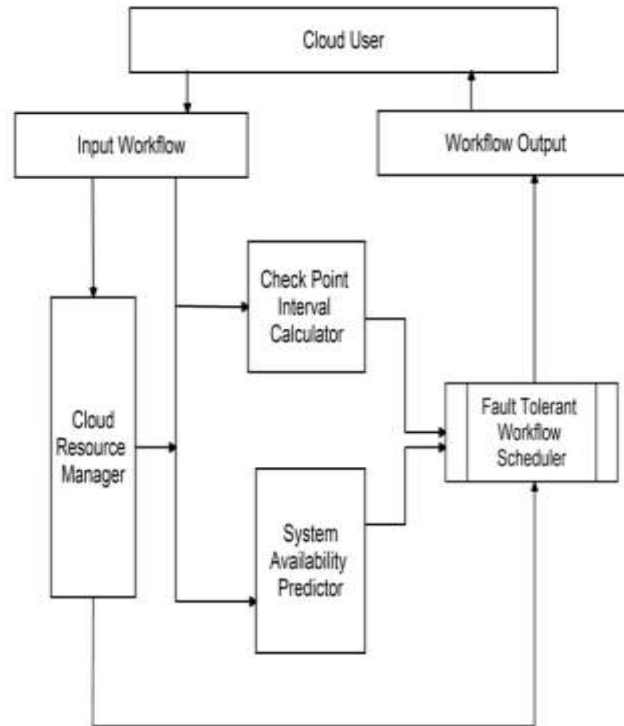 Cloud User
Input Workflow
Workflow Output
Check Point
Interval
Calculator
Cloud
Resource
Manager
Fault Tolerant
Workflow
Scheduler
System
Availability
Predictor